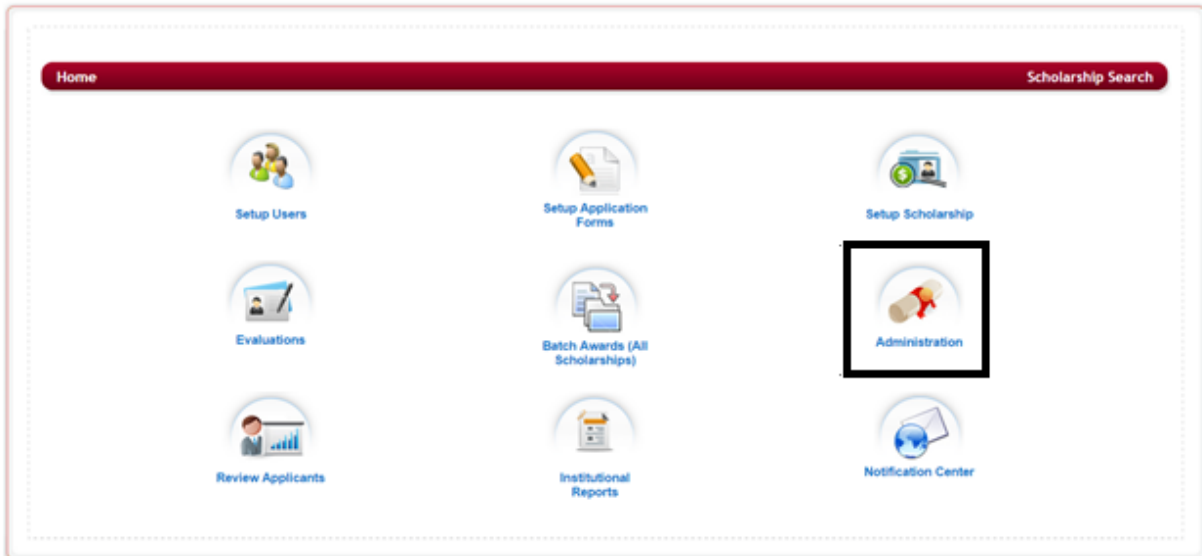 Home Scholarship Search
Setup Users
Setup Application
Forms
Setup Scholarship
Evaluations
Batch Awards (All
Scholarships)
Administration
Review Applicants
Institutional
Reports
Notification Center